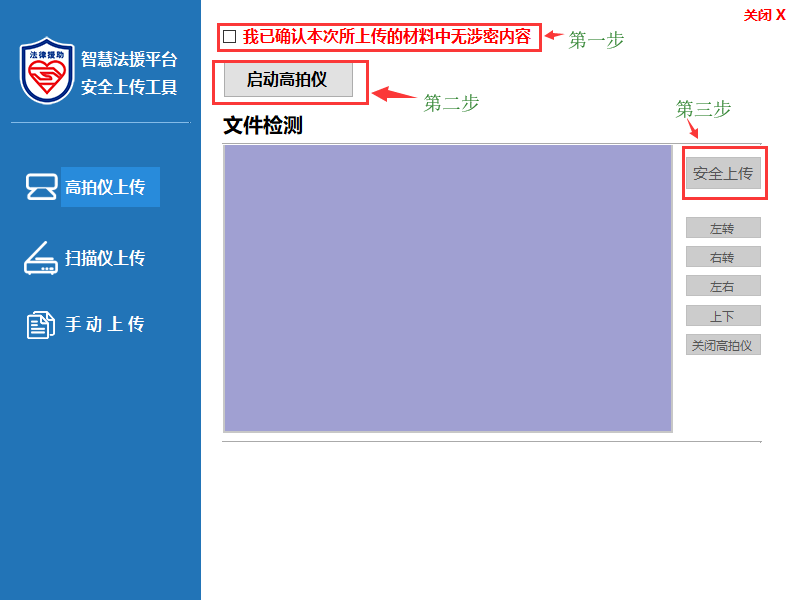 关闭 X
法律援助
智慧法援平台
安全上传工具
高拍仪上传
扫描仪上传
手动上传
我已确认本次所上传的材料中无涉密内容
第一步
启动高拍仪
第二步
文件检测
第三步
安全上传
左转
右转
左右
上下
关闭高拍仪